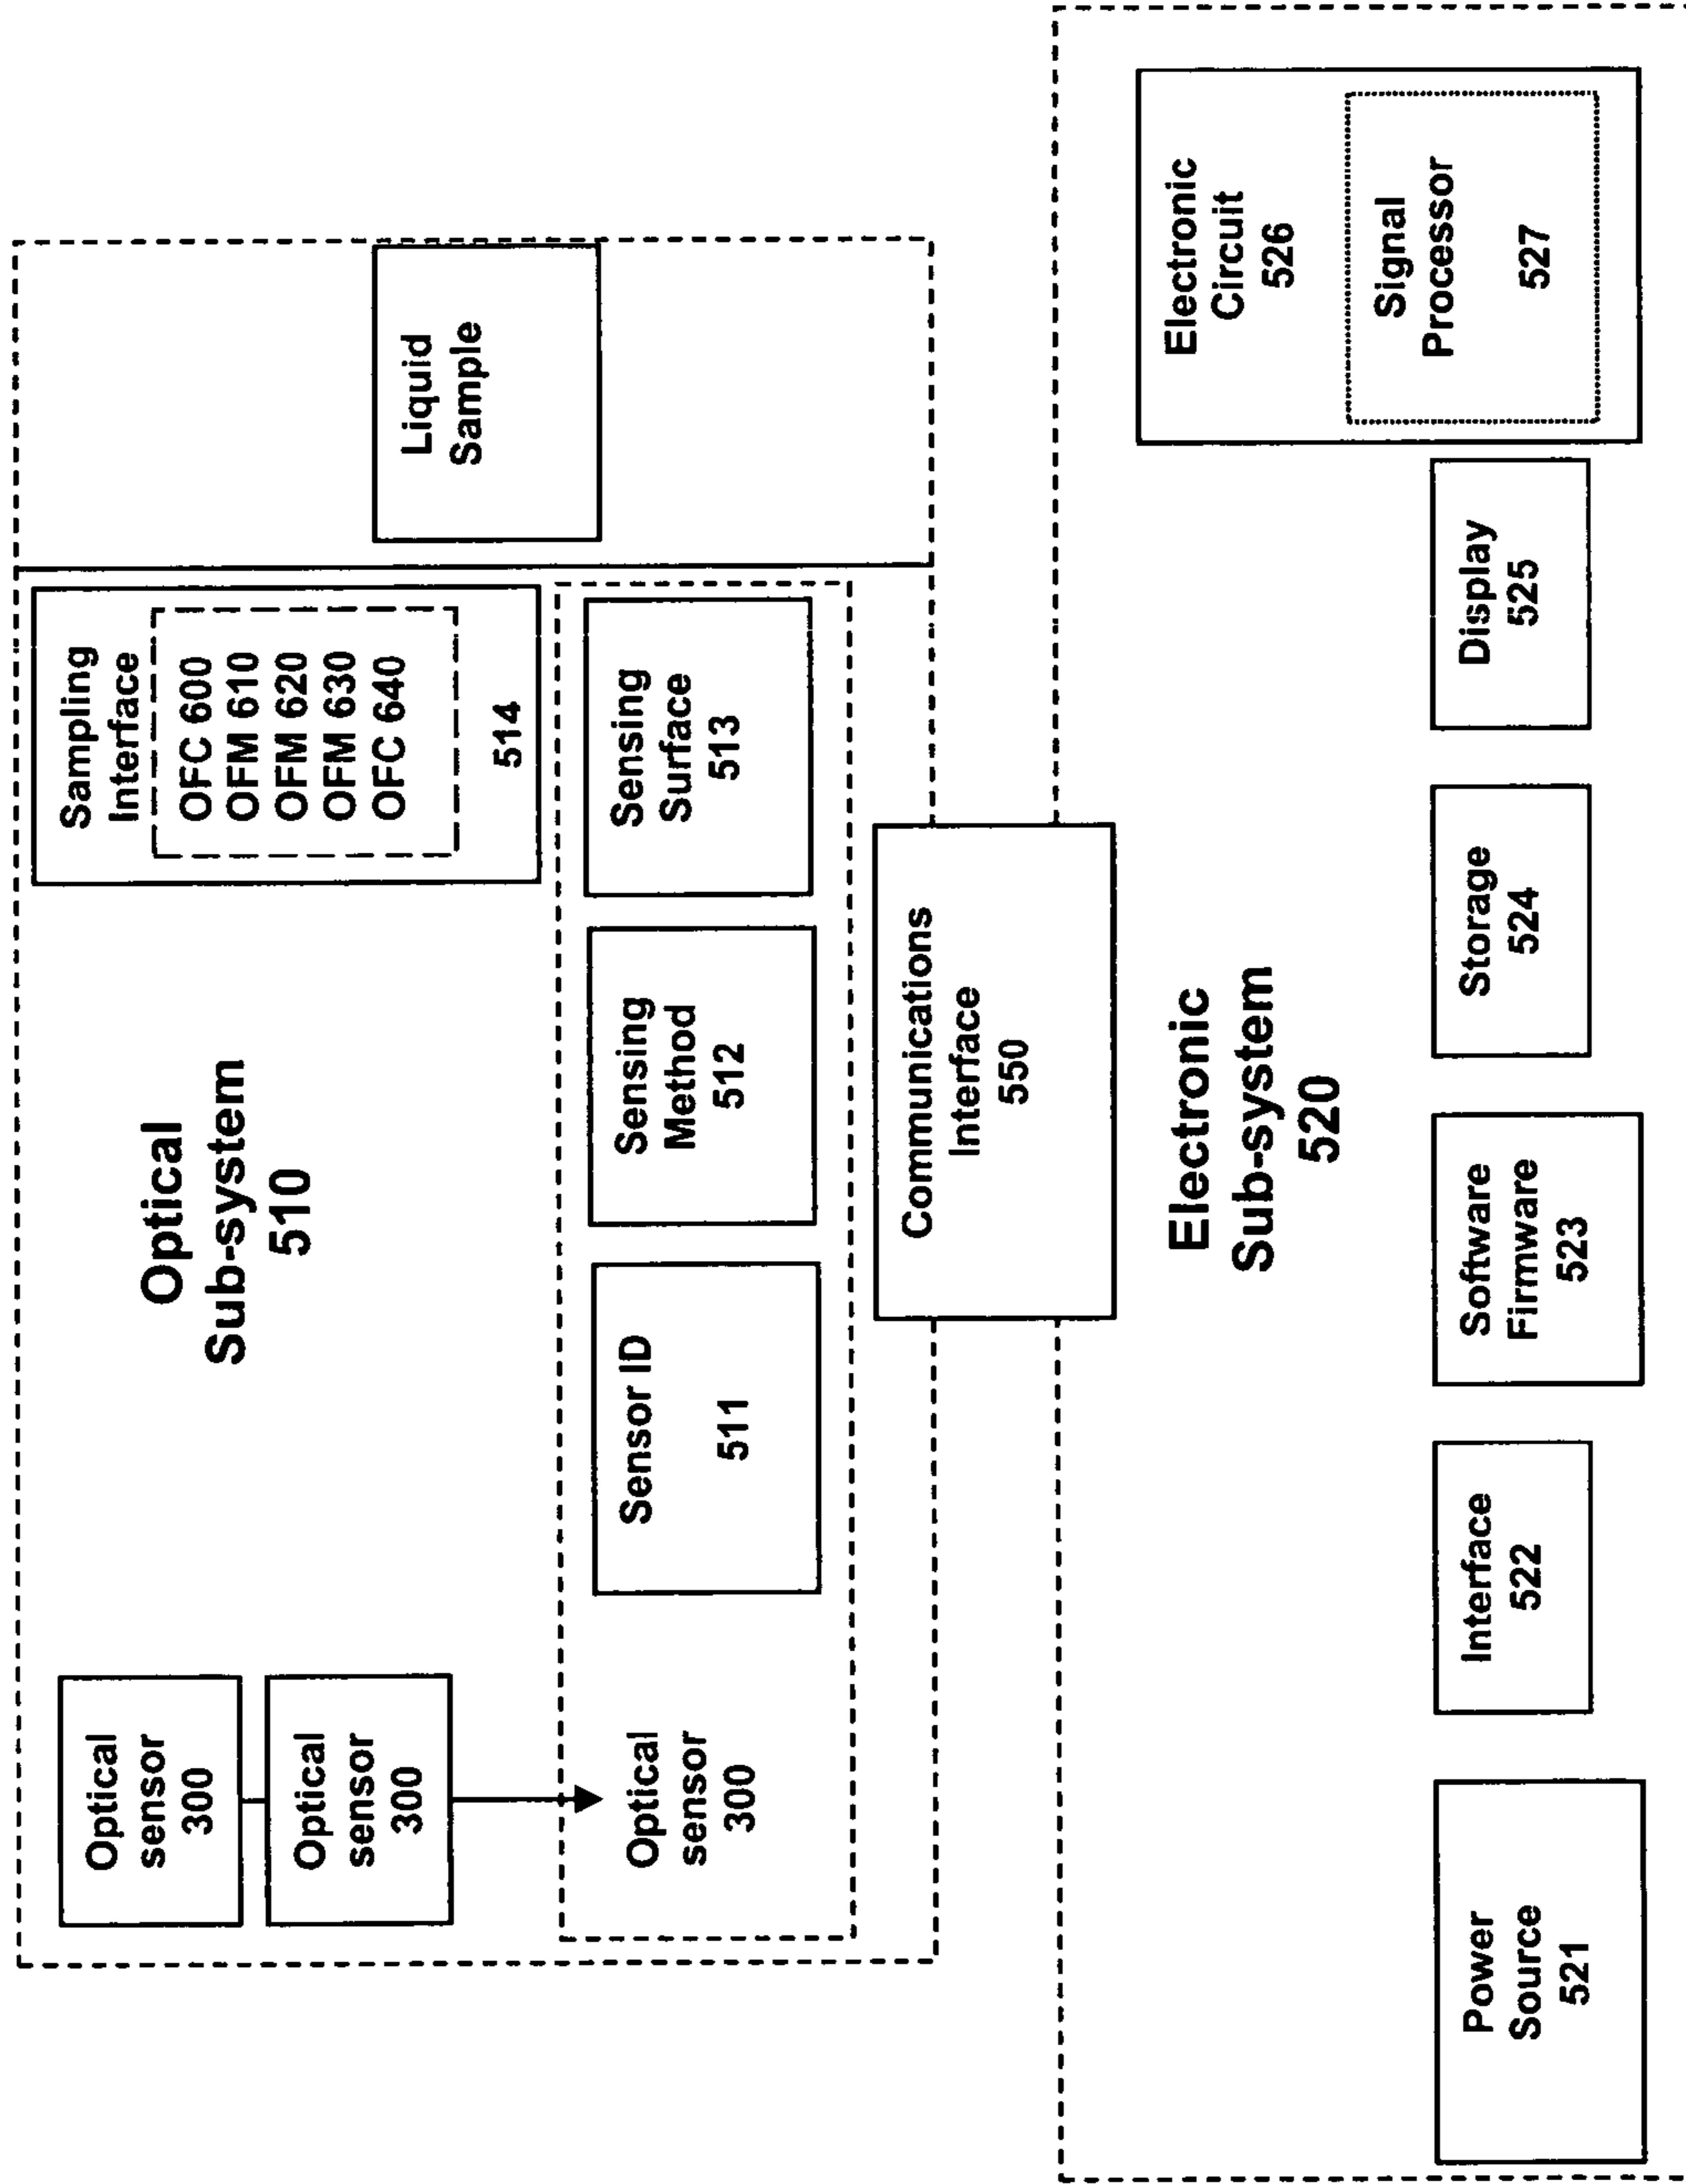 Optical
sensor
300
Optical
sensor
300
Optical
Sub-system
510
Sampling
Interface
OFC 600
OFM 610
OFM 620
OFM 630
OFC 640
514
Liquid
Sample
Optical
sensor
300
Sensor ID
511
Sensing
Method
512
Sensing
Surface
513
Communications
Interface
550
Electronic
Sub-system
520
Power
Source
521
Interface
522
Software
Firmware
523
Storage
524
Display
525
Electronic
Circuit
526
Signal
Processor
527